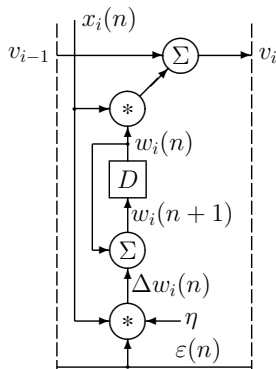 x_i(n)
v_{i−1} Σ v_i
*
w_i(n)
D
w_i(n + 1)
Σ
Δw_i(n)
* η
ε(n)